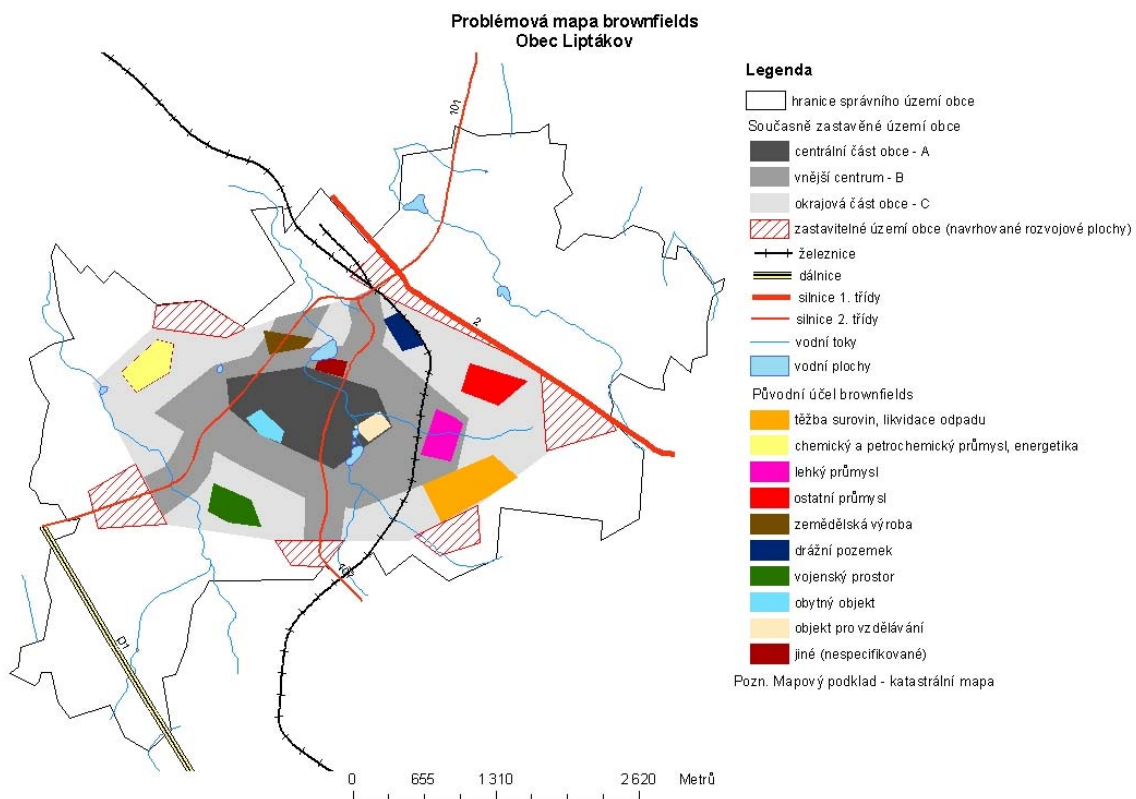 Problémová mapa brownfields
Obec Liptákov
Legenda
hranice správního území obce
Současně zastavěné území obce
centrální část obce - A
vnější centrum - B
okrajová část obce - C
zastavitelné území obce (navrhované rozvojové plochy)
železnice
dálnice
silnice 1. třídy
silnice 2. třídy
vodní toky
vodní plochy
Původní účel brownfields
těžba surovin, likvidace odpadu
chemický a petrochemický průmysl, energetika
lehký průmysl
ostatní průmysl
zemědělská výroba
drážní pozemek
vojenský prostor
obytný objekt
objekt pro vzdělávání
jiné (nespecifikované)
Pozn. Mapový podklad - katastrální mapa
101
2
D1
0 655 1 310 2 620 Metrů